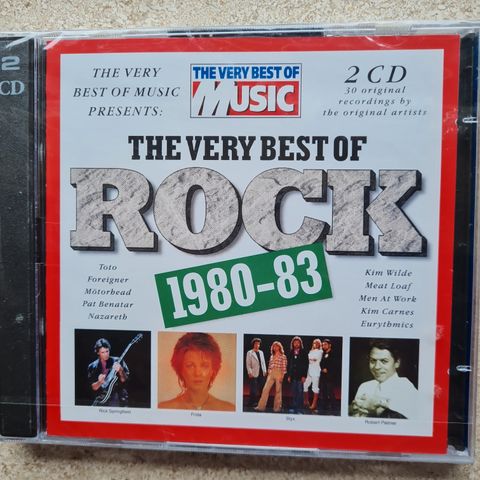 2
CD
THE VERY
BEST OF MUSIC
PRESENTS:
THE VERY BEST OF
MUSIC
2 CD
30 original
recordings by
the original artists
THE VERY BEST OF
ROCK
1980-83
Toto
Foreigner
Mötorhead
Pat Benatar
Nazareth
Kim Wilde
Meat Loaf
Men At Work
Kim Carnes
Eurythmics
Rick Springfield
Frida
Styx
Robert Palmer